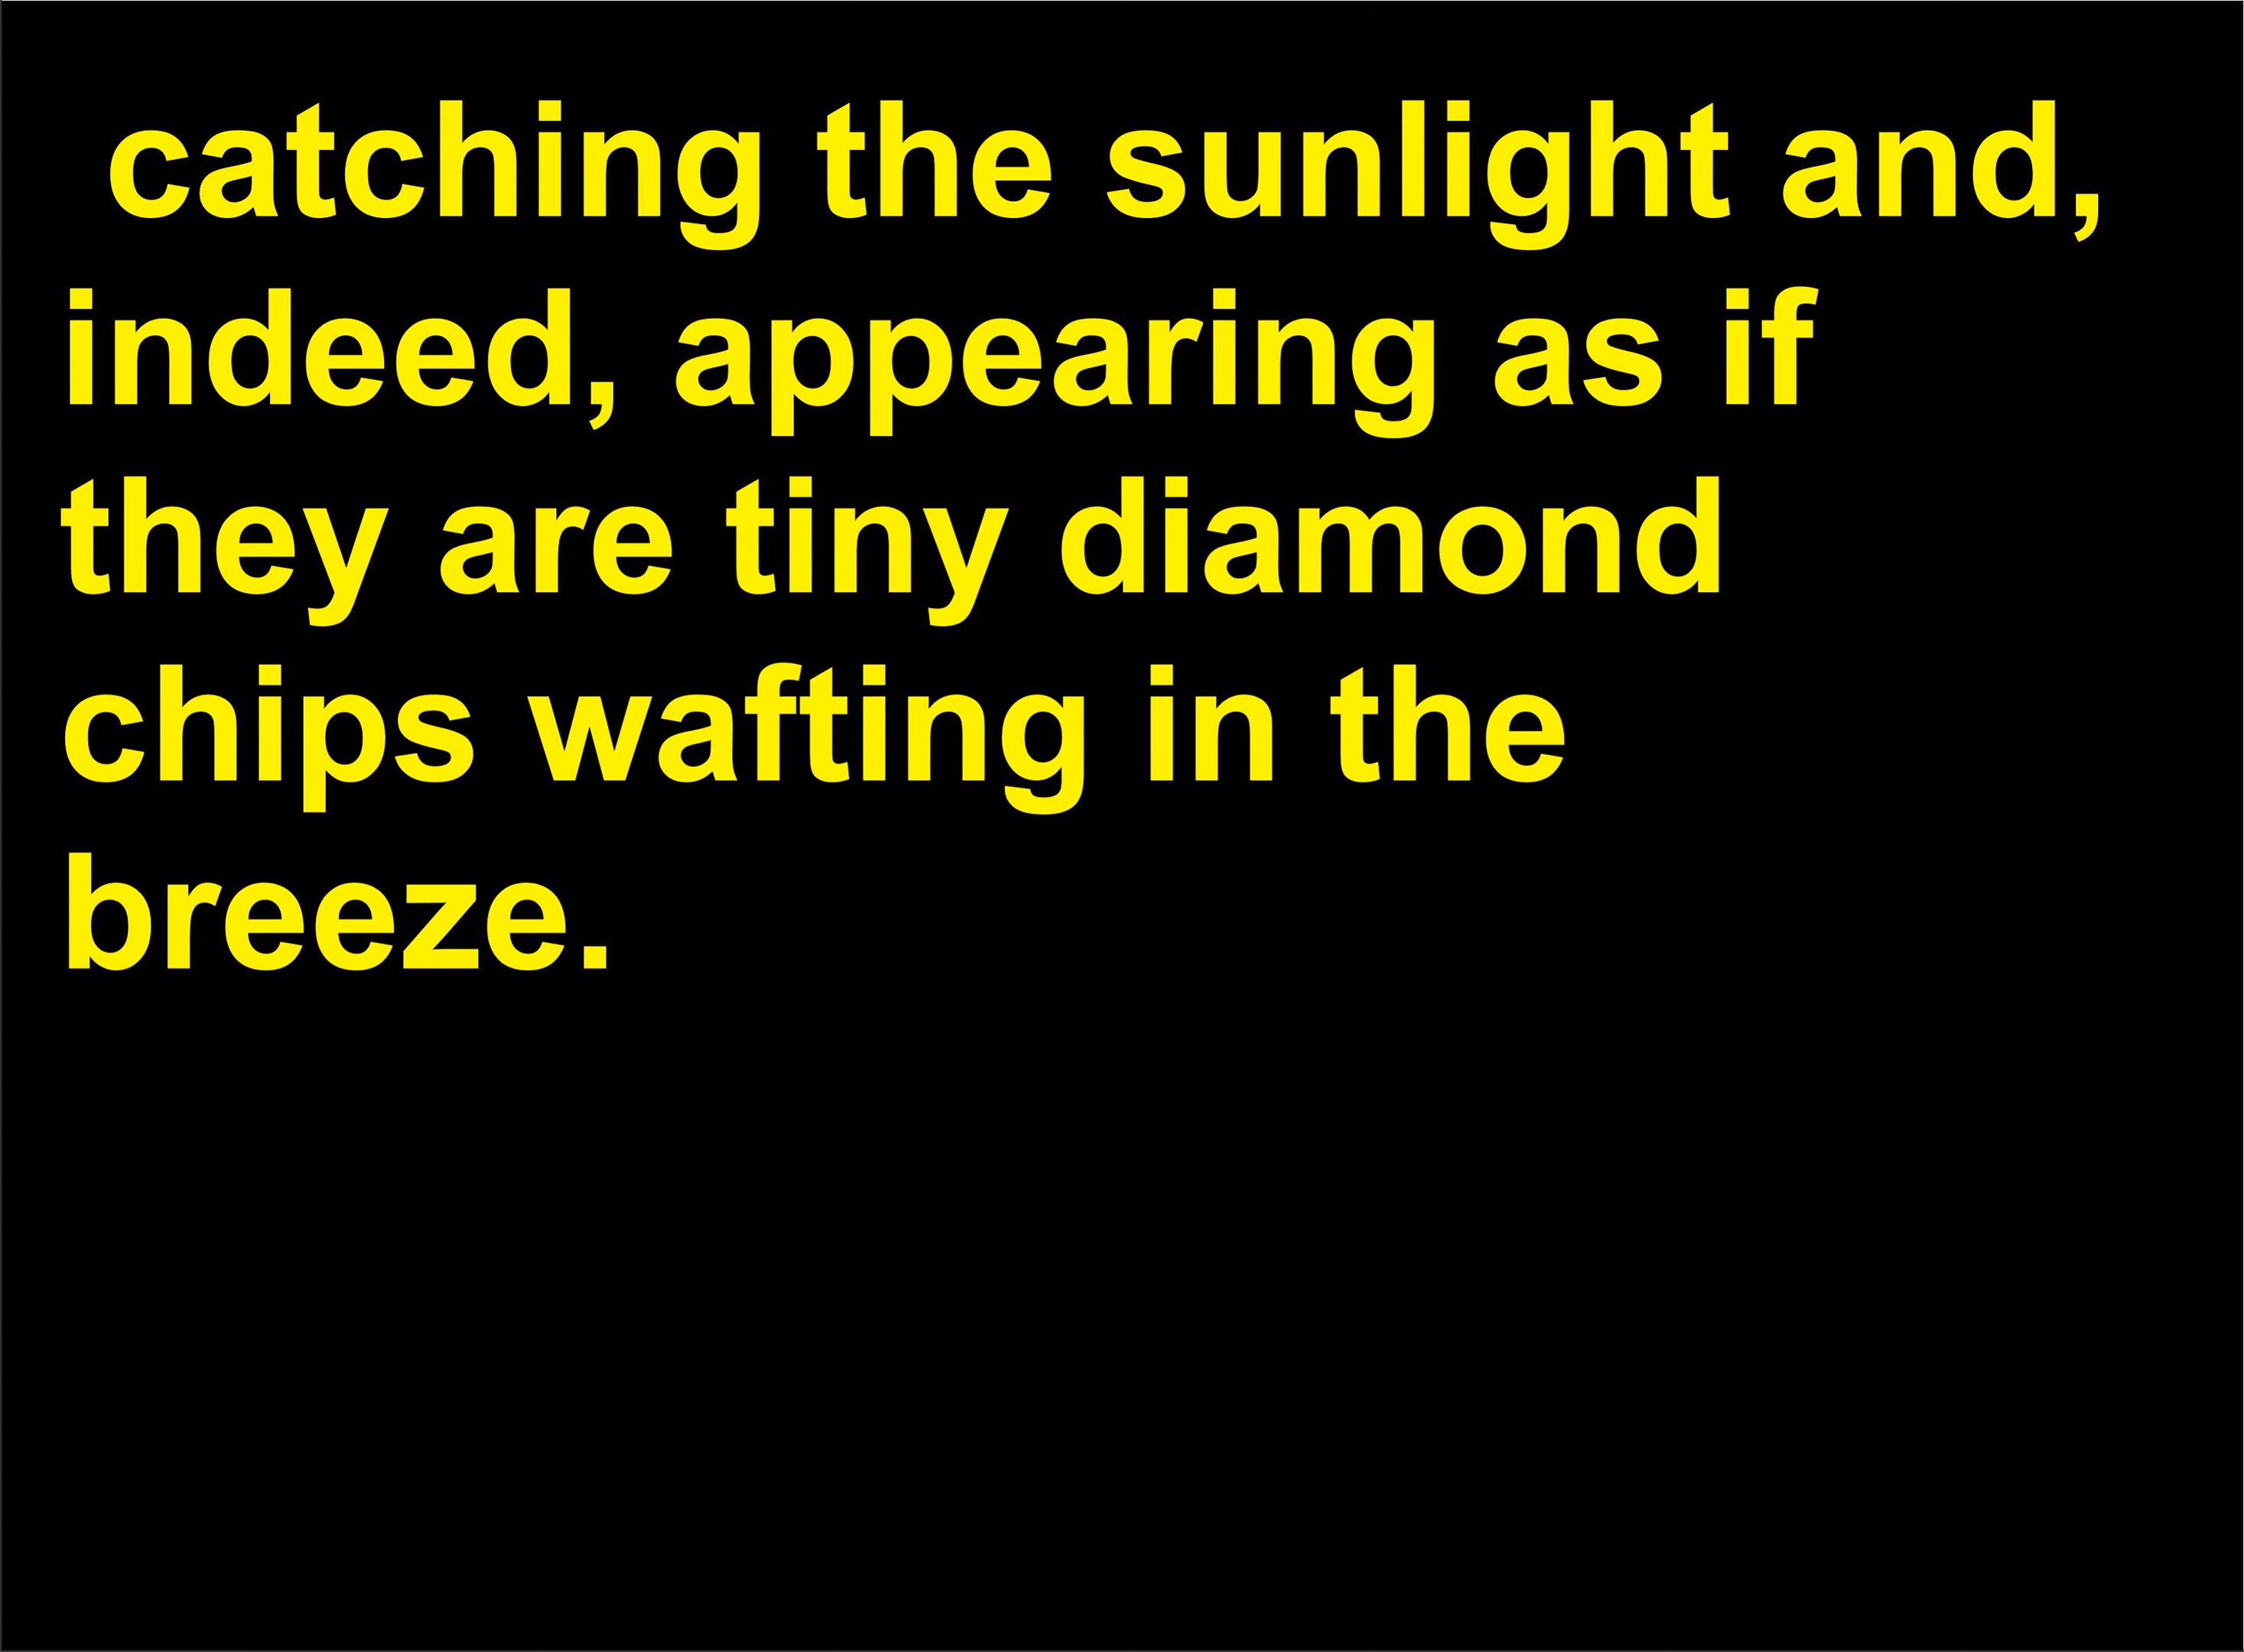 catching the sunlight and,
indeed, appearing as if
they are tiny diamond
chips wafting in the
breeze.